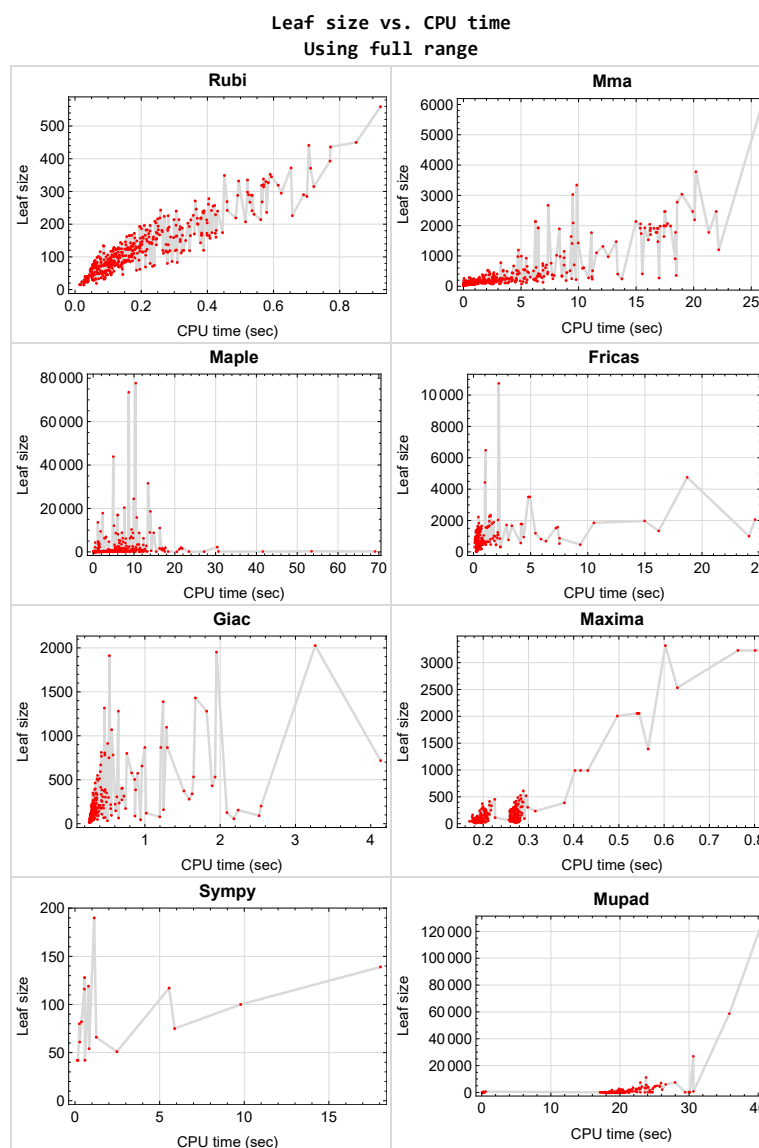 Leaf size vs. CPU time
Using full range
Rubi
Leaf size
500
400
300
200
100
0
0.0 0.2 0.4 0.6 0.8
CPU time (sec)
Mma
Leaf size
6000
5000
4000
3000
2000
1000
0
0 5 10 15 20 25
CPU time (sec)
Maple
Leaf size
80 000
60 000
40 000
20 000
0
0 10 20 30 40 50 60 70
CPU time (sec)
Fricas
Leaf size
10 000
8000
6000
4000
2000
0
0 5 10 15 20 25
CPU time (sec)
Giac
Leaf size
2000
1500
1000
500
0
1 2 3 4
CPU time (sec)
Maxima
Leaf size
3000
2500
2000
1500
1000
500
0
0.2 0.3 0.4 0.5 0.6 0.7 0.8
CPU time (sec)
Sympy
Leaf size
200
150
100
50
0
0 5 10 15
CPU time (sec)
Mupad
Leaf size
120 000
100 000
80 000
60 000
40 000
20 000
0
0 10 20 30 40
CPU time (sec)